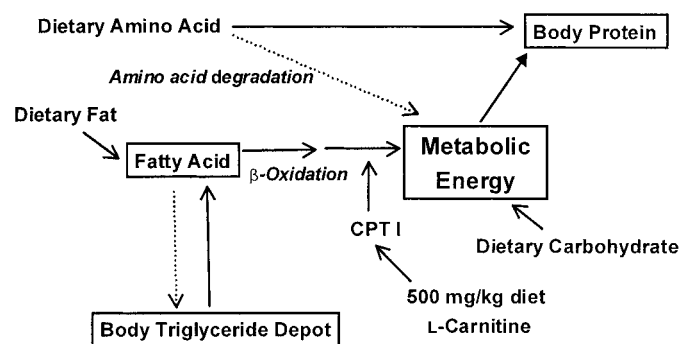 Dietary Amino Acid
Body Protein
Amino acid degradation
Dietary Fat
Fatty Acid
β-Oxidation
Metabolic
Energy
CPT I
Dietary Carbohydrate
500 mg/kg diet
L-Carnitine
Body Triglyceride Depot